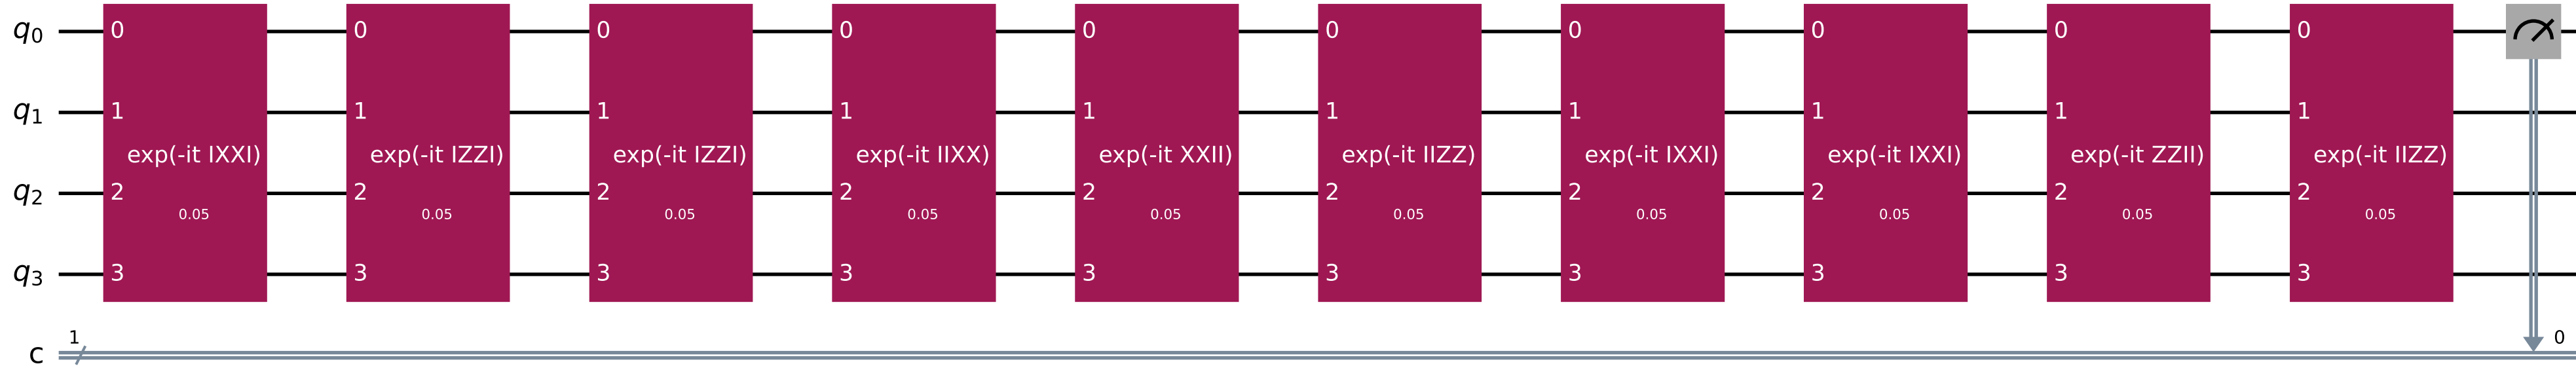 q0 0 0 0 0 0 0 0 0 0 0
q1 1 1 1 1 1 1 1 1 1 1
exp(-it IXXI) exp(-it IZZI) exp(-it IZZI) exp(-it IIXX) exp(-it XXII) exp(-it IIZZ) exp(-it IXXI) exp(-it IXXI) exp(-it ZZII) exp(-it IIZZ)
q2 2 2 2 2 2 2 2 2 2 2
0.05 0.05 0.05 0.05 0.05 0.05 0.05 0.05 0.05 0.05
q3 3 3 3 3 3 3 3 3 3 3
1 0
c